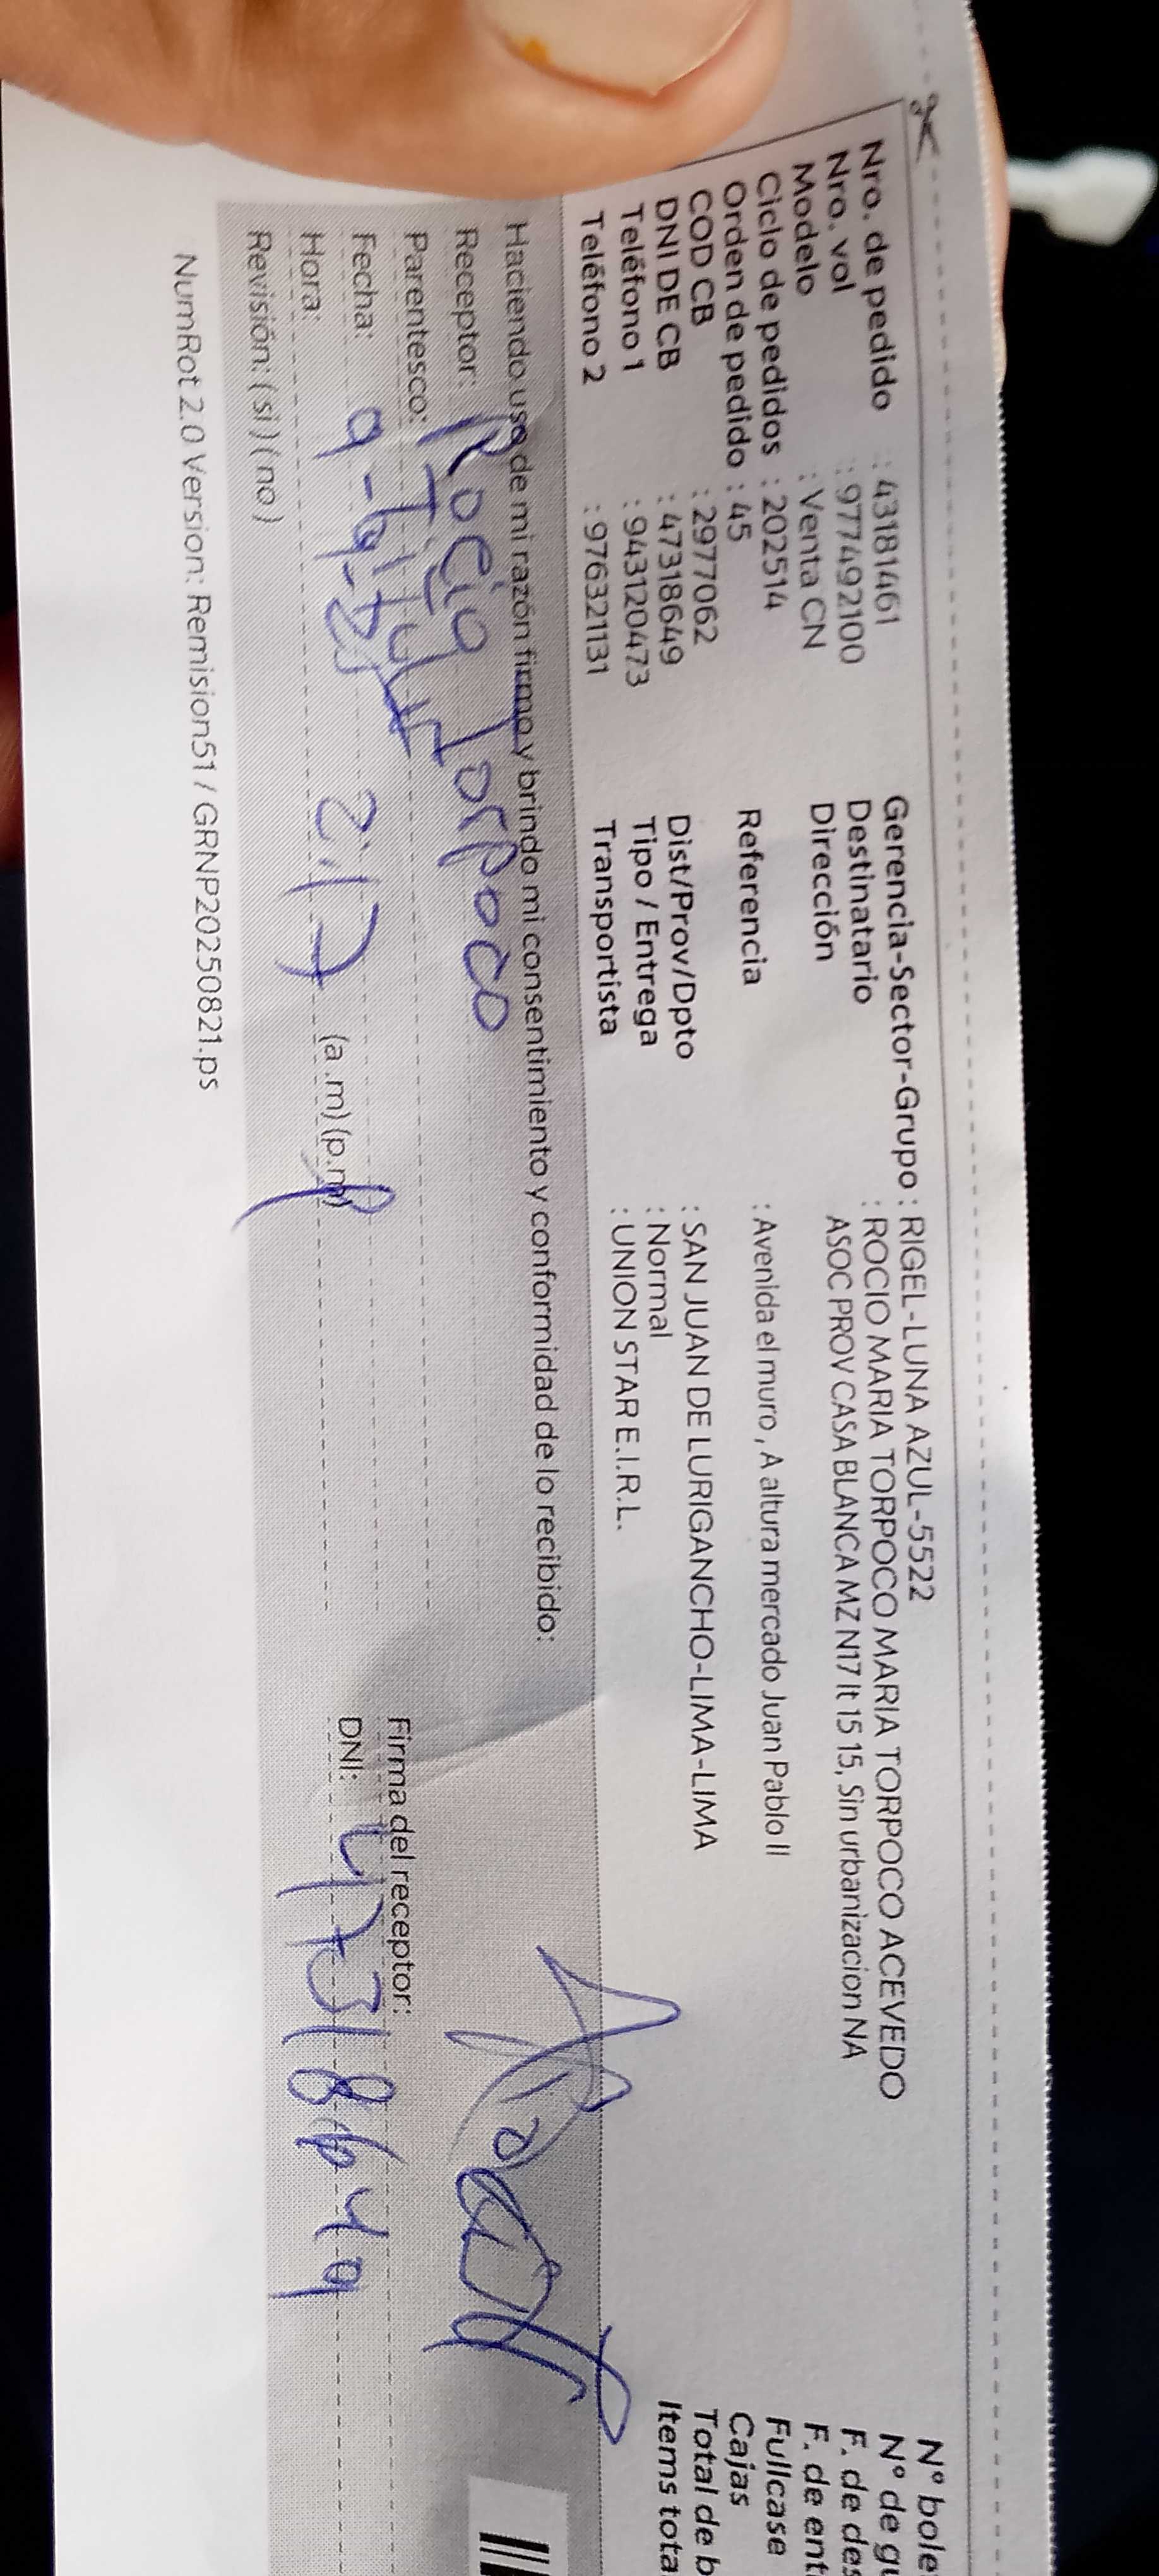 Nro. de pedido : 43181461
Nro. vol : 977492100
Modelo : Venta CN
Ciclo de pedidos : 202514
Orden de pedido : 45
COD CB : 2977062
DNI DE CB : 47318649
Teléfono 1 : 943120473
Teléfono 2 : 976321131
Gerencia-Sector-Grupo : RIGEL-LUNA AZUL-5522
Destinatario : ROCIO MARIA TORPOCO MARIA TORPOCO ACEVEDO
Dirección ASOC PROV CASA BLANCA MZ N17 lt 15 15, Sin urbanizacion NA
Referencia : Avenida el muro , A altura mercado Juan Pablo II
Dist/Prov/Dpto : SAN JUAN DE LURIGANCHO-LIMA-LIMA
Tipo / Entrega : Normal
Transportista : UNION STAR E.I.R.L.
N° bole
N° de gu
F. de des
F. de ent
Fullcase
Cajas
Total de b
Items tota
Haciendo uso de mi razón firmo y brindo mi consentimiento y conformidad de lo recibido:
Receptor: Rocio Torpoco
Parentesco: Titular
Fecha: 9-9-25
Hora: (a.m) (p.m)
Revisión: (si) (no)
Firma del receptor:
DNI: 47318649
NumRot 2.0 Version: Remision51 / GRNP20250821.ps